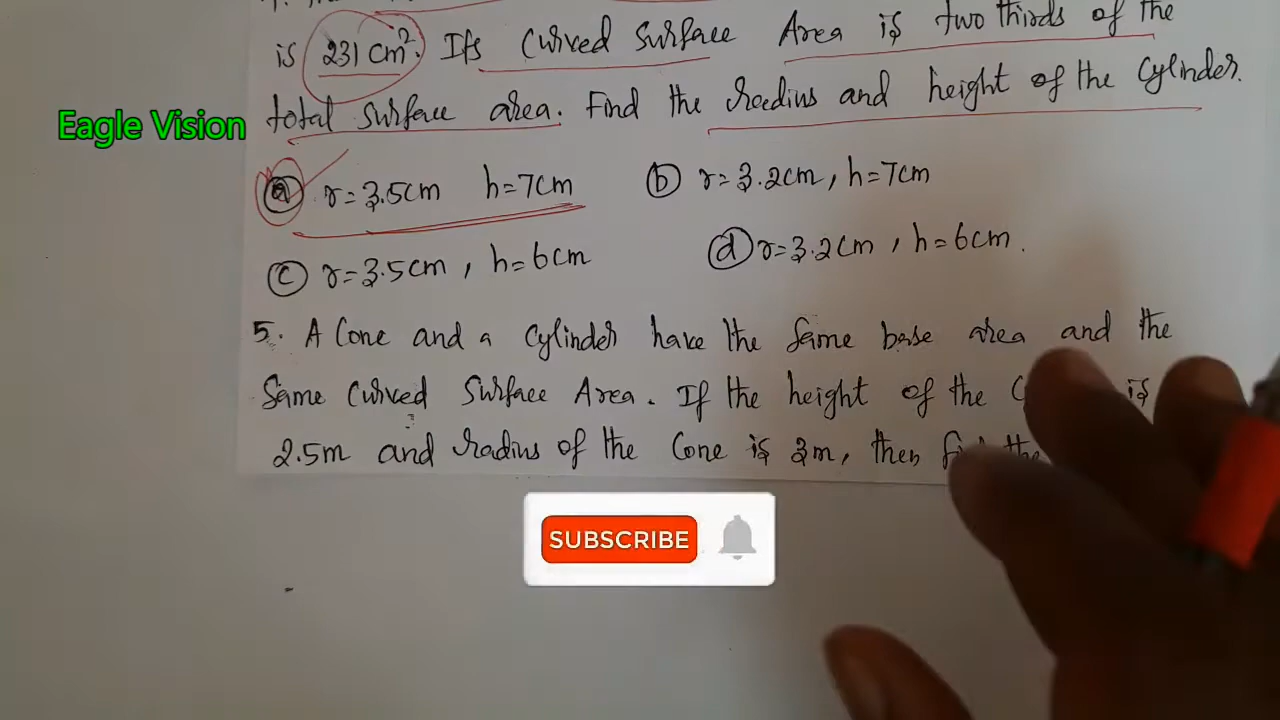 is 231 cm². Its Curved Surface Area is two thirds of the
Eagle Vision
total surface area. Find the radius and height of the Cylinder.
a r=3.5cm h=7cm b r=3.2cm, h=7cm
c r=3.5cm, h=6cm d r=3.2cm, h=6cm.
5. A Cone and a Cylinder have the Same base area and the
Same Curved Surface Area. If the height of the is
2.5m and radius of the Cone is 3m, then the
SUBSCRIBE